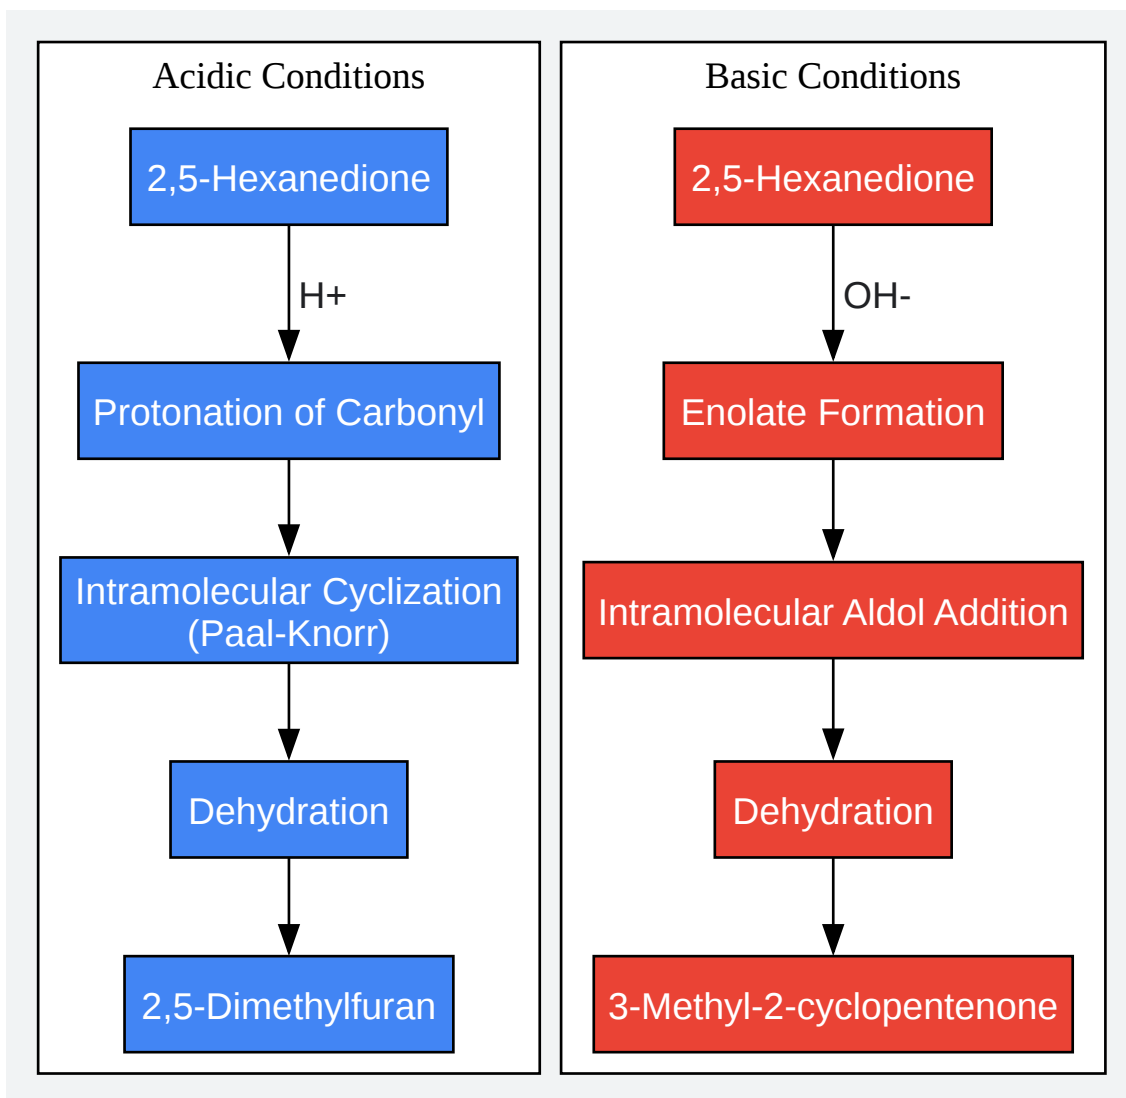 Acidic Conditions
2,5-Hexanedione
H+
Protonation of Carbonyl
Intramolecular Cyclization
(Paal-Knorr)
Dehydration
2,5-Dimethylfuran
Basic Conditions
2,5-Hexanedione
OH-
Enolate Formation
Intramolecular Aldol Addition
Dehydration
3-Methyl-2-cyclopentenone